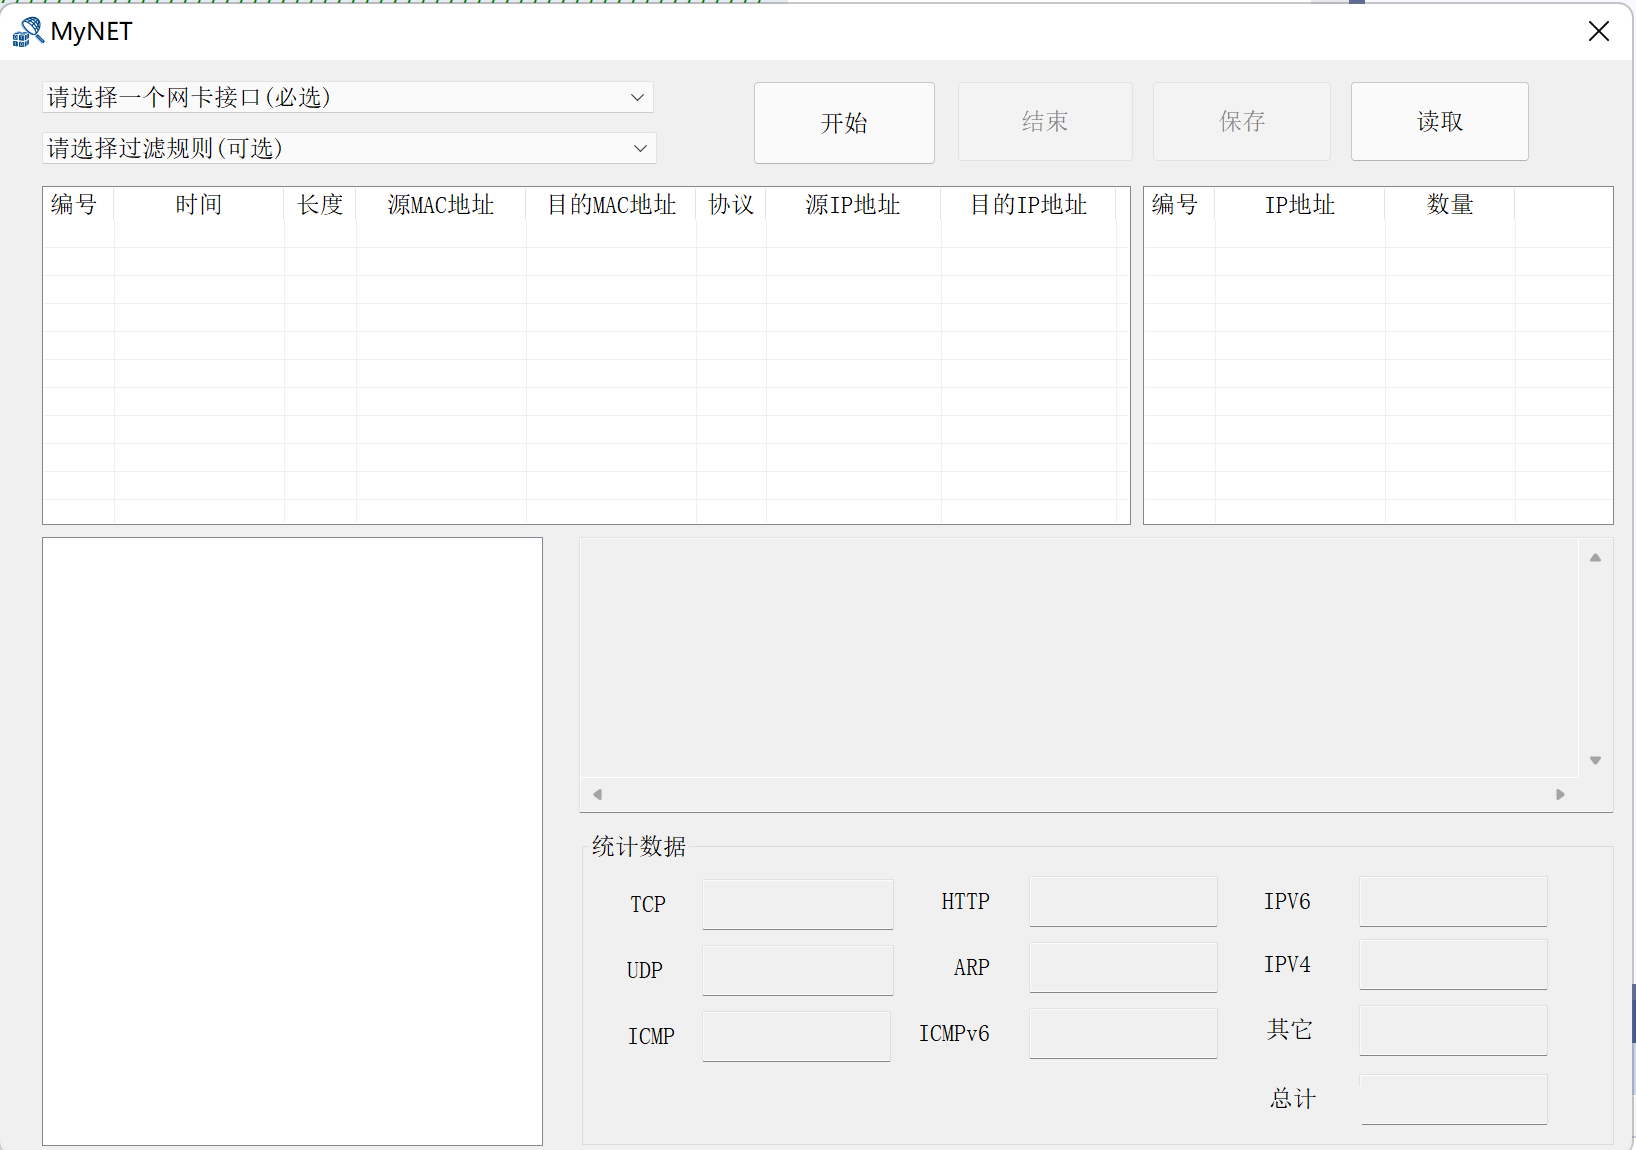 MyNET
请选择一个网卡接口(必选)
开始
结束
保存
读取
请选择过滤规则(可选)
编号 时间 长度 源MAC地址 目的MAC地址 协议 源IP地址 目的IP地址
编号 IP地址 数量
统计数据
TCP
HTTP
IPV6
UDP
ARP
IPV4
ICMP
ICMPv6
其它
总计